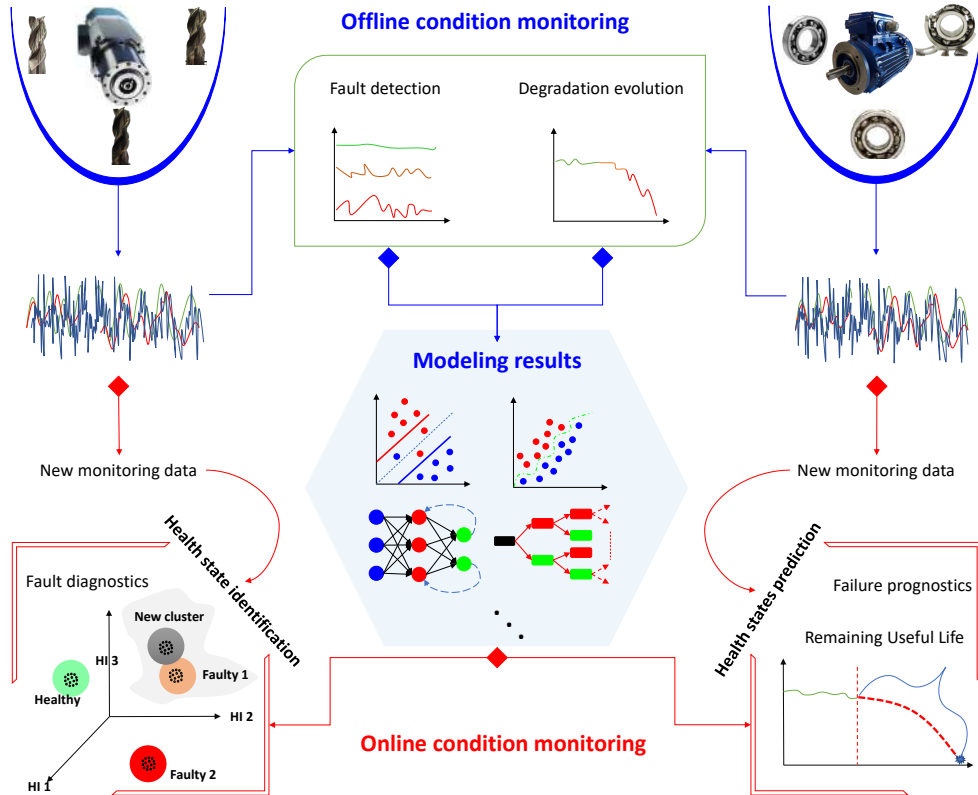 Offline condition monitoring
Fault detection
Degradation evolution
Modeling results
New monitoring data
New monitoring data
Health state identification
Health states prediction
Fault diagnostics
New cluster
HI 3
Faulty 1
Healthy
HI 2
Faulty 2
HI 1
Failure prognostics
Remaining Useful Life
Online condition monitoring